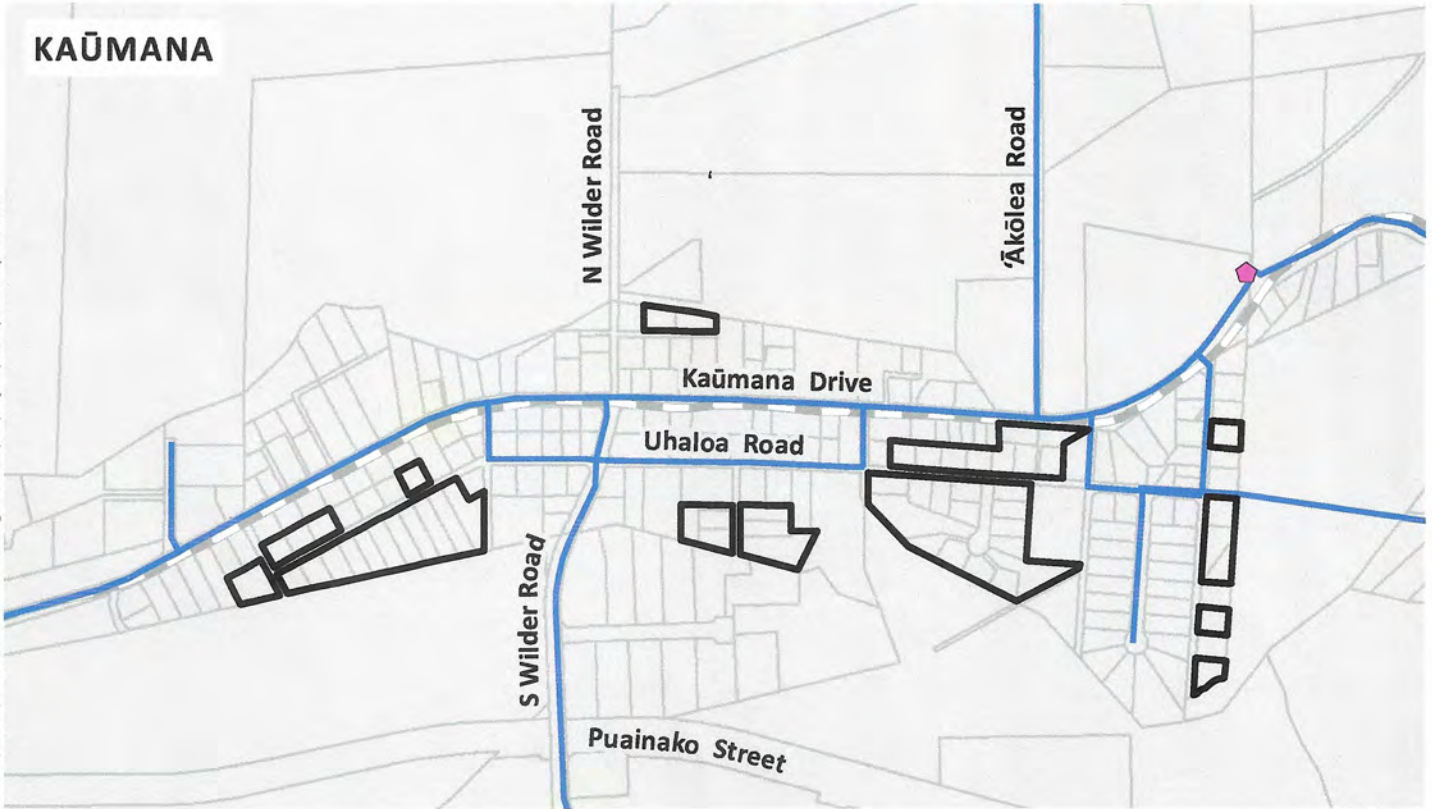 KAŪMANA
N Wilder Road
ʻĀkōlea Road
Kaūmana Drive
Uhaloa Road
S Wilder Road
Puainako Street